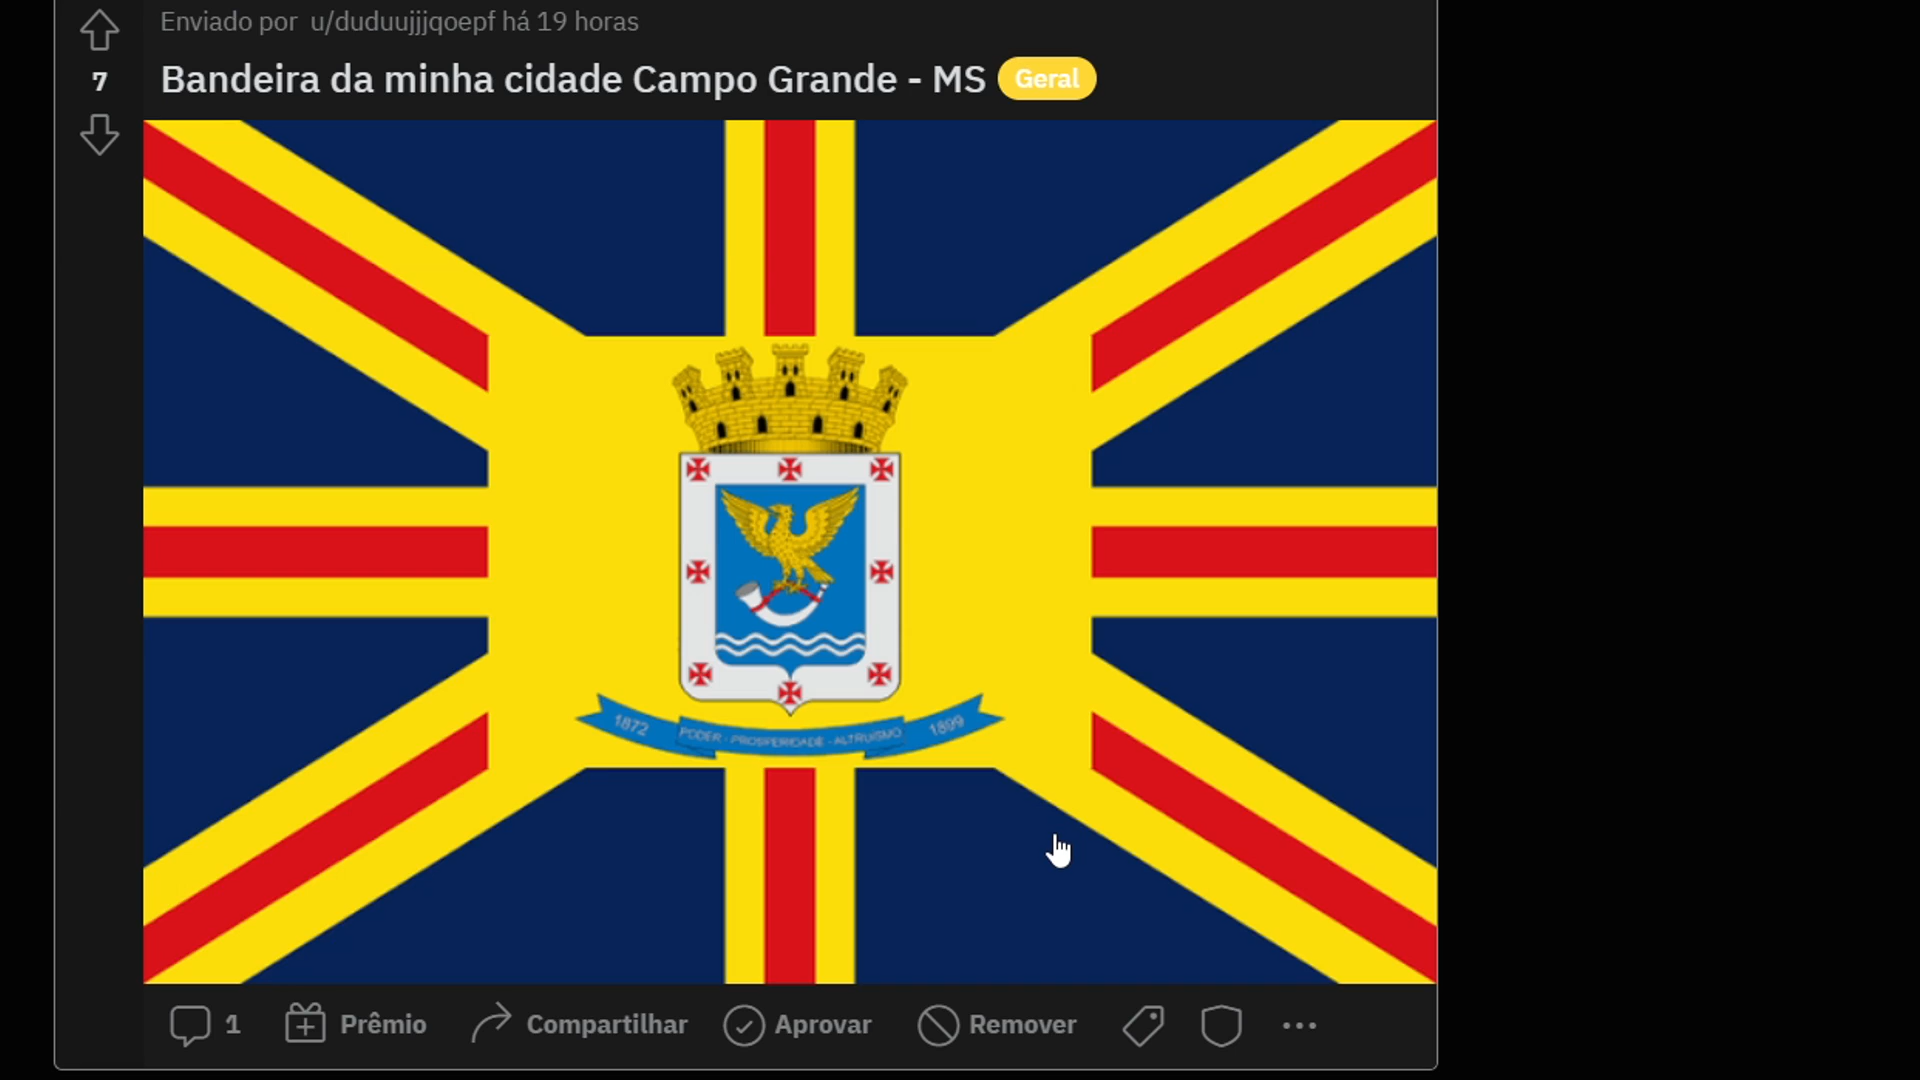 Enviado por u/duduujjjqoepf há 19 horas
7
Bandeira da minha cidade Campo Grande - MS Geral
1872 PODER - PROSPERIDADE - ALTRUÍSMO 1899
1 Prêmio Compartilhar Aprovar Remover